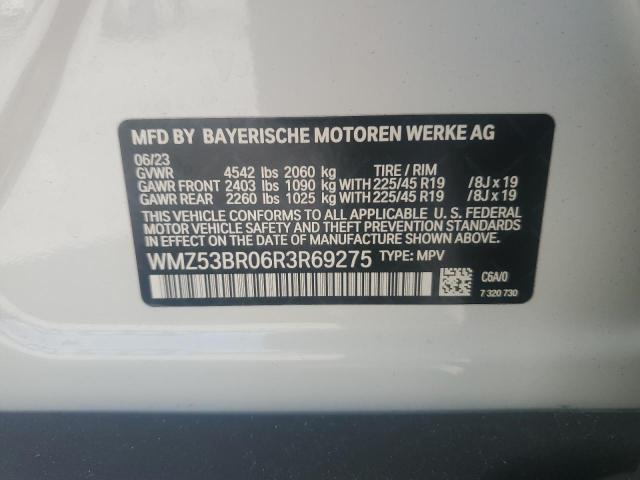 MFD BY BAYERISCHE MOTOREN WERKE AG
06/23
GVWR 4542 lbs 2060 kg TIRE / RIM
GAWR FRONT 2403 lbs 1090 kg WITH 225/45 R19 /8J x 19
GAWR REAR 2260 lbs 1025 kg WITH 225/45 R19 /8J x 19
THIS VEHICLE CONFORMS TO ALL APPLICABLE U. S. FEDERAL
MOTOR VEHICLE SAFETY AND THEFT PREVENTION STANDARDS
IN EFFECT ON THE DATE OF MANUFACTURE SHOWN ABOVE.
WMZ53BR06R3R69275 TYPE: MPV
C6A/0
7 320 730